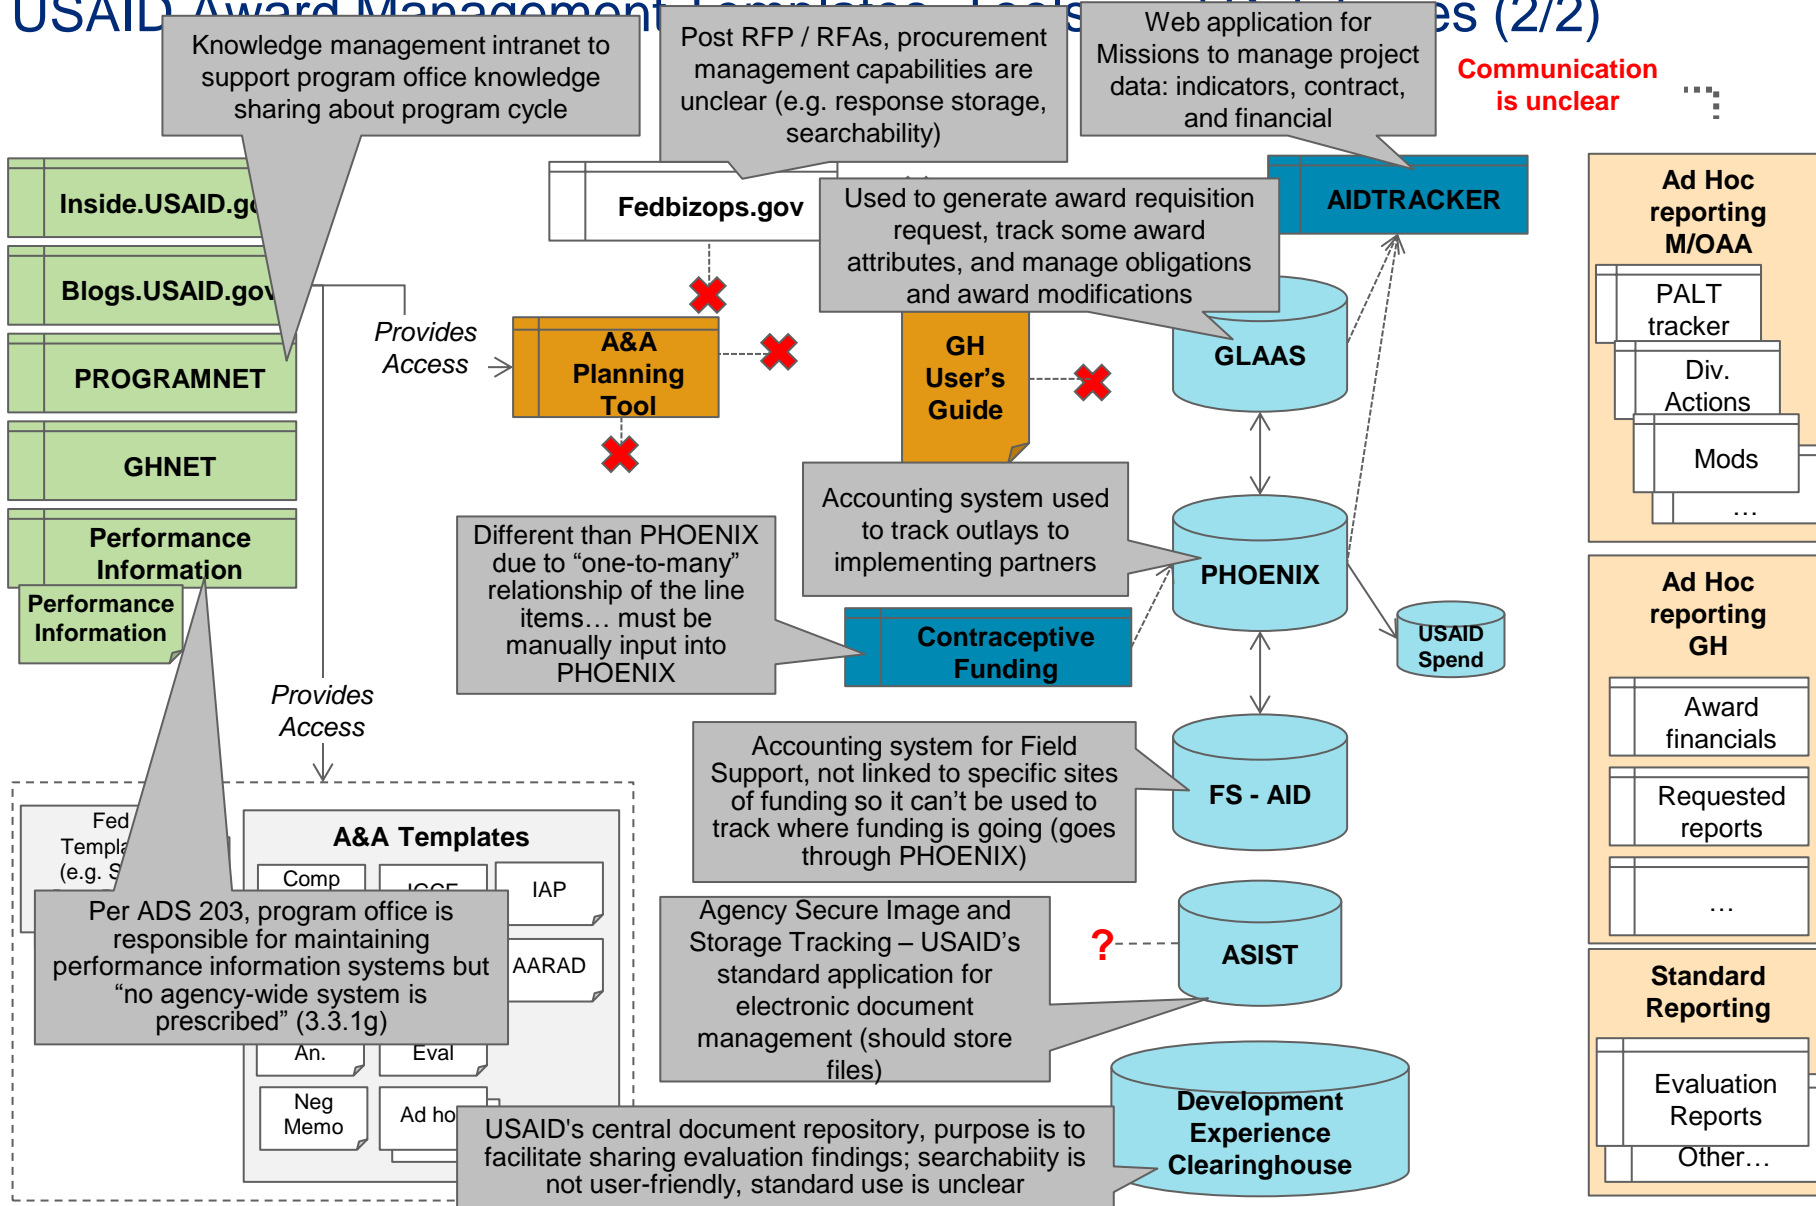 USAID Award Management Templates, Tools (2/2)
Knowledge management intranet to
support program office knowledge
sharing about program cycle
Post RFP / RFAs, procurement
management capabilities are
unclear (e.g. response storage,
searchability)
Web application for
Missions to manage project
data: indicators, contract,
and financial
Communication
is unclear
Inside.USAID.go
Blogs.USAID.gov
PROGRAMNET
GHNET
Performance
Information
Performance
Information
Fedbizops.gov
Used to generate award requisition
request, track some award
attributes, and manage obligations
and award modifications
AIDTRACKER
Provides
Access
A&A
Planning
Tool
GH
User’s
Guide
GLAAS
Accounting system used
to track outlays to
implementing partners
Different than PHOENIX
due to “one-to-many”
relationship of the line
items… must be
manually input into
PHOENIX
PHOENIX
Contraceptive
Funding
USAID
Spend
Provides
Access
Accounting system for Field
Support, not linked to specific sites
of funding so it can’t be used to
track where funding is going (goes
through PHOENIX)
FS - AID
Fed
Templa
(e.g. S
A&A Templates
Comp
IAP
AARAD
An.
Eval
Neg
Memo
Ad ho
Per ADS 203, program office is
responsible for maintaining
performance information systems but
“no agency-wide system is
prescribed” (3.3.1g)
Agency Secure Image and
Storage Tracking – USAID’s
standard application for
electronic document
management (should store
files)
?
ASIST
USAID's central document repository, purpose is to
facilitate sharing evaluation findings; searchabiity is
not user-friendly, standard use is unclear
Development
Experience
Clearinghouse
Ad Hoc
reporting
M/OAA
PALT
tracker
Div.
Actions
Mods
…
Ad Hoc
reporting
GH
Award
financials
Requested
reports
…
Standard
Reporting
Evaluation
Reports
Other…